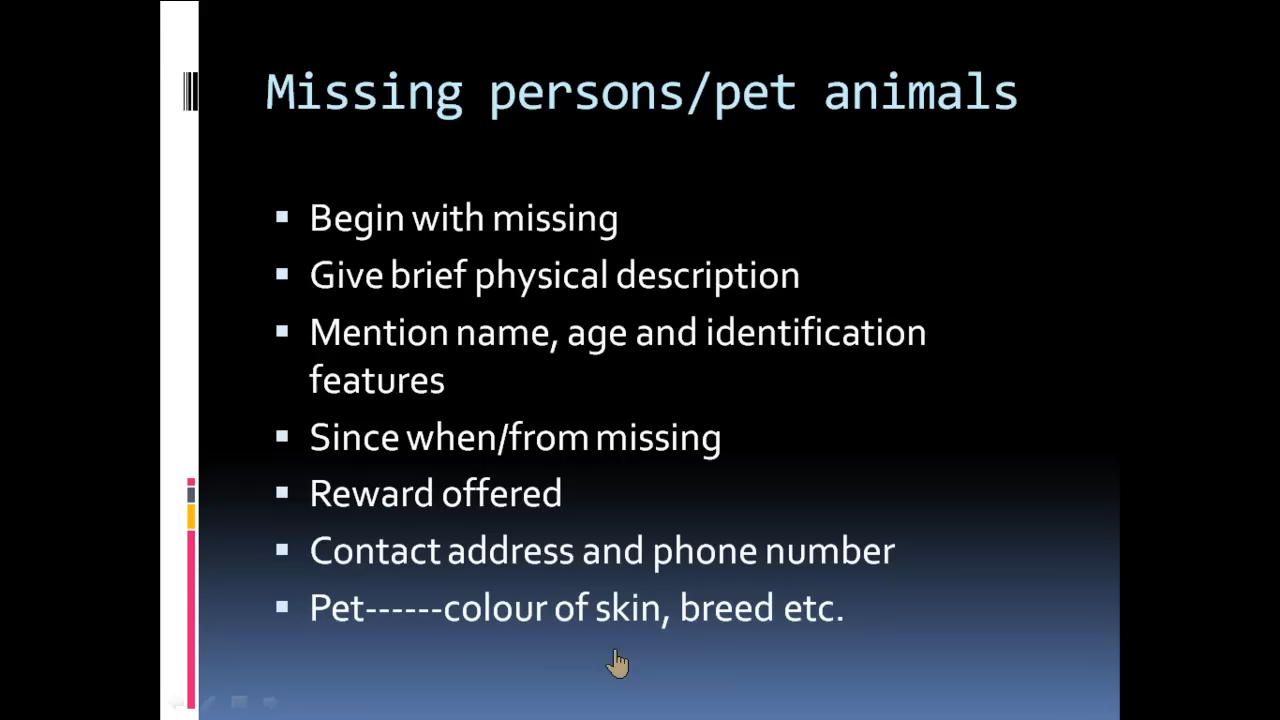 Missing persons/pet animals
Begin with missing
Give brief physical description
Mention name, age and identification
features
Since when/from missing
Reward offered
Contact address and phone number
Pet------colour of skin, breed etc.